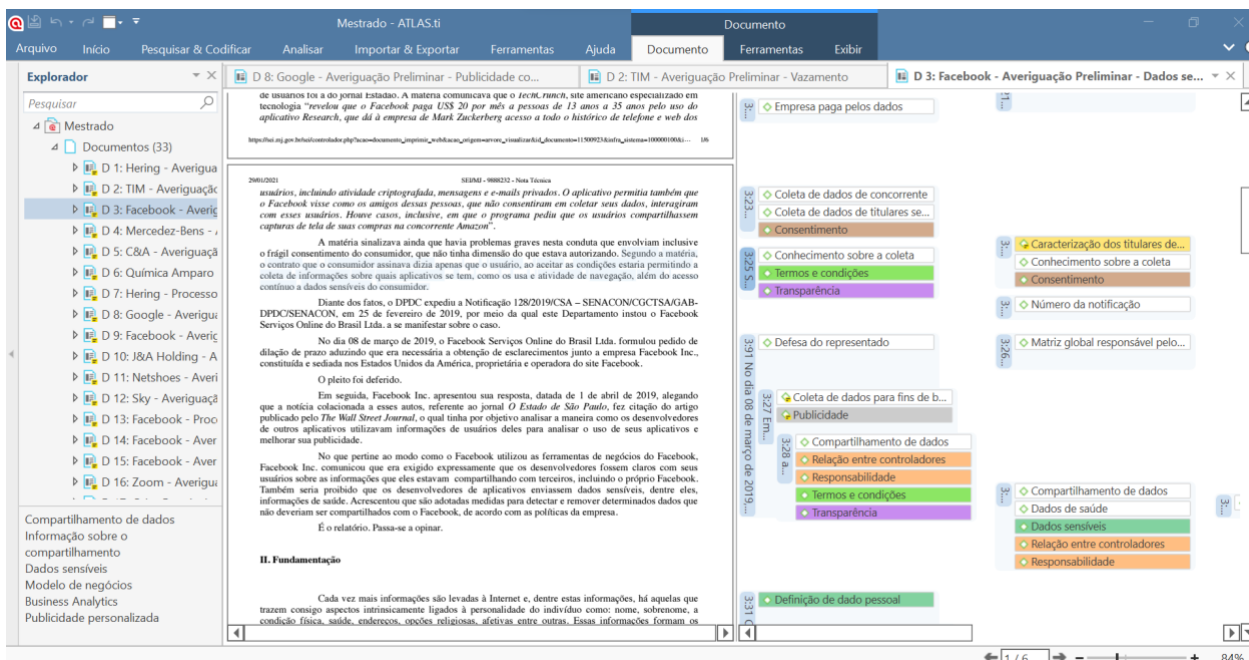 Mestrado - ATLAS.ti
Documento
Arquivo
Início
Pesquisar & Codificar
Analisar
Importar & Exportar
Ferramentas
Ajuda
Documento
Ferramentas
Exibir
Explorador
Pesquisar
Mestrado
Documentos (33)
D 1: Hering - Averigua
D 2: TIM - Averiguaçãc
D 3: Facebook - Averig
D 4: Mercedez-Bens -
D 5: C&A - Averiguaçã
D 6: Química Amparo
D 7: Hering - Processo
D 8: Google - Averigua
D 9: Facebook - Averig
D 10: J&A Holding - A
D 11: Netshoes - Averi
D 12: Sky - Averiguaçã
D 13: Facebook - Proc
D 14: Facebook - Aver
D 15: Facebook - Aver
D 16: Zoom - Averigua
Compartilhamento de dados
Informação sobre o
compartilhamento
Dados sensíveis
Modelo de negócios
Business Analytics
Publicidade personalizada
D 8: Google - Averiguação Preliminar - Publicidade co...
D 2: TIM - Averiguação Preliminar - Vazamento
D 3: Facebook - Averiguação Preliminar - Dados se...
de usuários foi a do jornal Estadão. A matéria comunicava que o TechCrunch, site americano especializado em
tecnologia "revelou que o Facebook paga US$ 20 por mês a pessoas de 13 anos a 35 anos pelo uso do
aplicativo Research, que dá à empresa de Mark Zuckerberg acesso a todo o histórico de telefone e web dos
1/6
29/01/2021
SEI/MJ - 9888232 - Nota Técnica
usuários, incluindo atividade criptografada, mensagens e e-mails privados. O aplicativo permitia também que
o Facebook visse como os amigos dessas pessoas, que não consentiram em coletar seus dados, interagiram
com esses usuários. Houve casos, inclusive, em que o programa pediu que os usuários compartilhassem
capturas de tela de suas compras na concorrente Amazon".
A matéria sinalizava ainda que havia problemas graves nesta conduta que envolviam inclusive
o frágil consentimento do consumidor, que não tinha dimensão do que estava autorizando. Segundo a matéria,
o contrato que o consumidor assinava dizia apenas que o usuário, ao aceitar as condições estaria permitindo a
coleta de informações sobre quais aplicativos se tem, como os usa e atividade de navegação, além do acesso
contínuo a dados sensíveis do consumidor.
Diante dos fatos, o DPDC expediu a Notificação 128/2019/CSA – SENACON/CGCTSA/GAB-
DPDC/SENACON, em 25 de fevereiro de 2019, por meio da qual este Departamento instou o Facebook
Serviços Online do Brasil Ltda. a se manifestar sobre o caso.
No dia 08 de março de 2019, o Facebook Serviços Online do Brasil Ltda. formulou pedido de
dilação de prazo aduzindo que era necessária a obtenção de esclarecimentos junto a empresa Facebook Inc.,
constituída e sediada nos Estados Unidos da América, proprietária e operadora do site Facebook.
O pleito foi deferido.
Em seguida, Facebook Inc. apresentou sua resposta, datada de 1 de abril de 2019, alegando
que a notícia colacionada a esses autos, referente ao jornal O Estado de São Paulo, fez citação do artigo
publicado pelo The Wall Street Journal, o qual tinha por objetivo analisar a maneira como os desenvolvedores
de outros aplicativos utilizavam informações de usuários deles para analisar o uso de seus aplicativos e
melhorar sua publicidade.
No que pertine ao modo como o Facebook utilizou as ferramentas de negócios do Facebook,
Facebook Inc. comunicou que era exigido expressamente que os desenvolvedores fossem claros com seus
usuários sobre as informações que eles estavam compartilhando com terceiros, incluindo o próprio Facebook.
Também seria proibido que os desenvolvedores de aplicativos enviassem dados sensíveis, dentre eles,
informações de saúde. Acrescentou que são adotadas medidas para detectar e remover determinados dados que
não deveriam ser compartilhados com o Facebook, de acordo com as políticas da empresa.
É o relatório. Passa-se a opinar.
II. Fundamentação
Cada vez mais informações são levadas à Internet e, dentre estas informações, há aquelas que
trazem consigo aspectos intrinsicamente ligados à personalidade do indivíduo como: nome, sobrenome, a
condição física, saúde, endereços, opções religiosas, afetivas entre outras. Essas informações formam os
Empresa paga pelos dados
3:23
Coleta de dados de concorrente
Coleta de dados de titulares se...
Consentimento
3:25 S...
Conhecimento sobre a coleta
Termos e condições
Transparência
Caracterização dos titulares de...
Conhecimento sobre a coleta
Consentimento
Número da notificação
3:91 No dia 08 de março de 2019,...
Defesa do representado
3:26...
Matriz global responsável pelo...
3:27 Em...
Coleta de dados para fins de b...
Publicidade
3:28 a...
Compartilhamento de dados
Relação entre controladores
Responsabilidade
Termos e condições
Transparência
Compartilhamento de dados
Dados de saúde
Dados sensíveis
Relação entre controladores
Responsabilidade
3:31
Definição de dado pessoal
1 / 6
84%